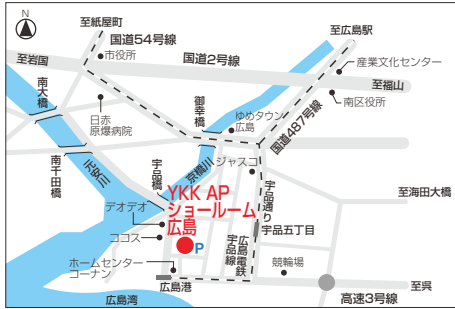 N
至紙屋町
国道54号線
至広島駅
市役所
国道2号線
産業文化センター
至岩国
至福山
南区役所
南大橋
日赤
原爆病院
御幸橋
ゆめタウン
広島
国道487号線
南千田橋
元安川
京橋川
ジャスコ
宇品橋
宇品通り
至海田大橋
YKK AP
ショールーム
広島
デオデオ
宇品五丁目
ココス
P
広島電鉄
宇品線
ホームセンター
コーナン
競輪場
広島港
至呉
広島湾
高速3号線